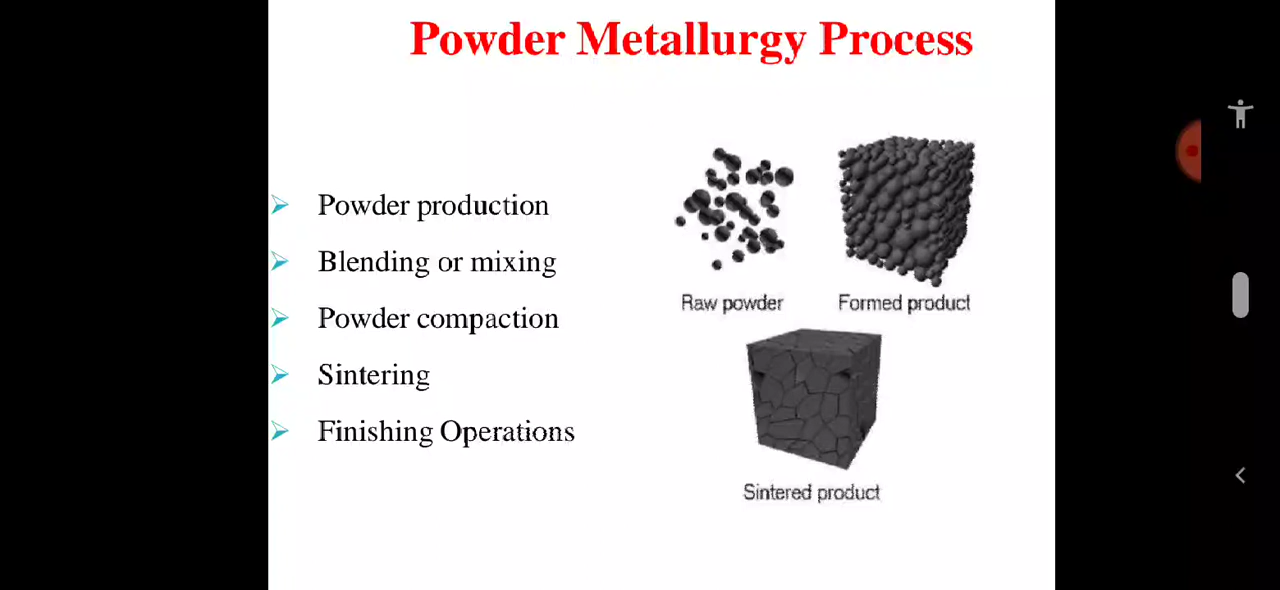 Powder Metallurgy Process
Powder production
Blending or mixing
Powder compaction
Sintering
Finishing Operations
Raw powder
Formed product
Sintered product